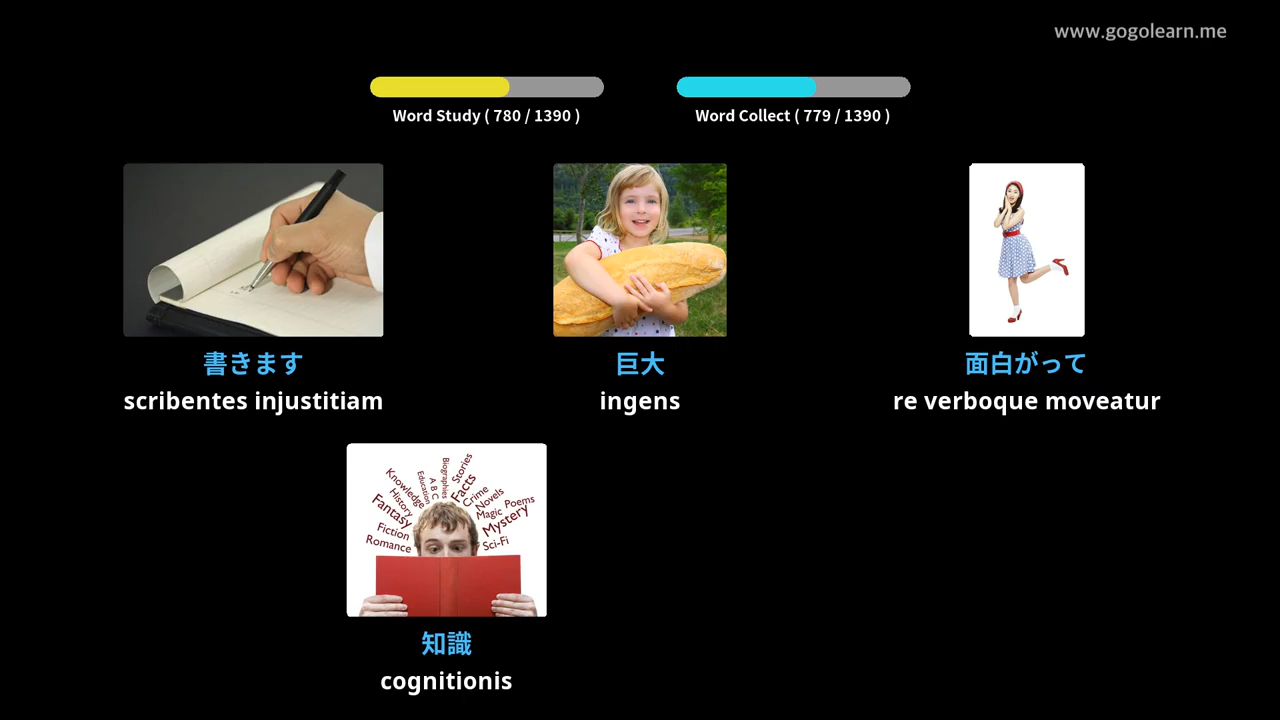 www.gogolearn.me
Word Study ( 780 / 1390 )
Word Collect ( 779 / 1390 )
書きます
scribentes injustitiam
巨大
ingens
面白がって
re verboque moveatur
Knowledge
History
Fantasy
Fiction
Romance
Education
A B C
Biographies
Stories
Facts
Crime
Novels
Magic
Poems
Mystery
Sci-Fi
知識
cognitionis